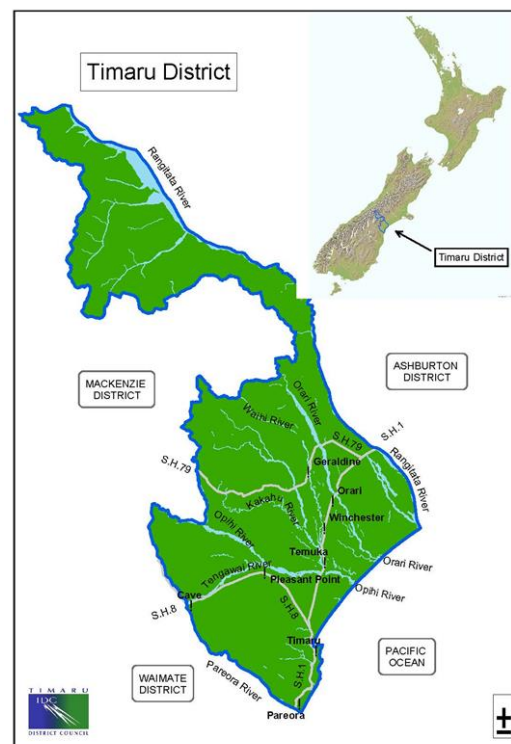 Timaru District
Rangitata River
Timaru District
MACKENZIE
DISTRICT
ASHBURTON
DISTRICT
Orari River
Waihi River
S.H.79
S.H.1
S.H.79
Geraldine
Rangitata River
Kakahu River
Orari
Winchester
Opihi River
Temuka
Orari River
Tengawai River
Pleasant Point
Opihi River
Cave
S.H.8
S.H.8
Timaru
PACIFIC
OCEAN
WAIMATE
DISTRICT
Pareora River
S.H.1
Pareora
TIMARU
DISTRICT COUNCIL